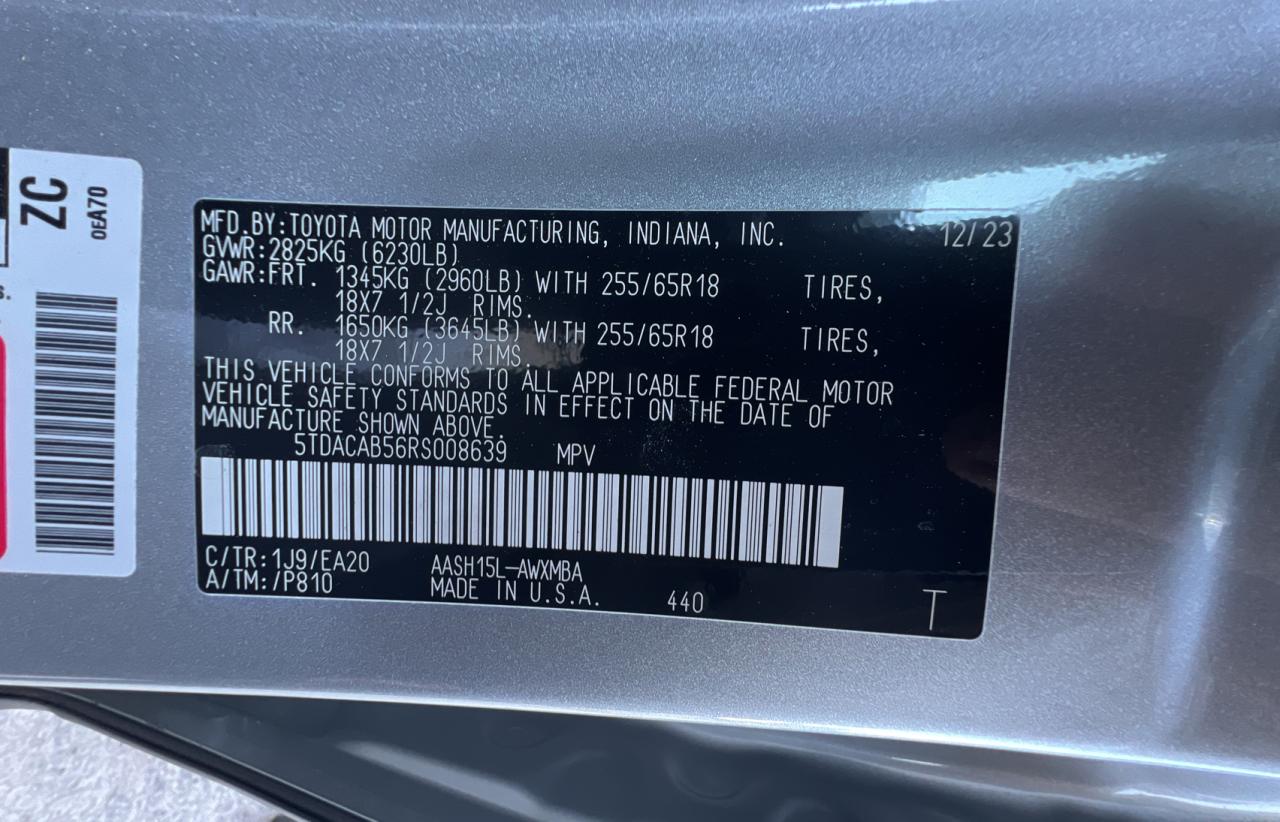 ZC
0EA70
s.
MFD.BY:TOYOTA MOTOR MANUFACTURING, INDIANA, INC. 12/23
GVWR:2825KG (6230LB)
GAWR:FRT. 1345KG (2960LB) WITH 255/65R18 TIRES,
18X7 1/2J RIMS.
RR. 1650KG (3645LB) WITH 255/65R18 TIRES,
18X7 1/2J RIMS.
THIS VEHICLE CONFORMS TO ALL APPLICABLE FEDERAL MOTOR
VEHICLE SAFETY STANDARDS IN EFFECT ON THE DATE OF
MANUFACTURE SHOWN ABOVE.
5TDACAB56RS008639 MPV
C/TR:1J9/EA20 AASH15L-AWXMBA
A/TM:/P810 MADE IN U.S.A. 440 T